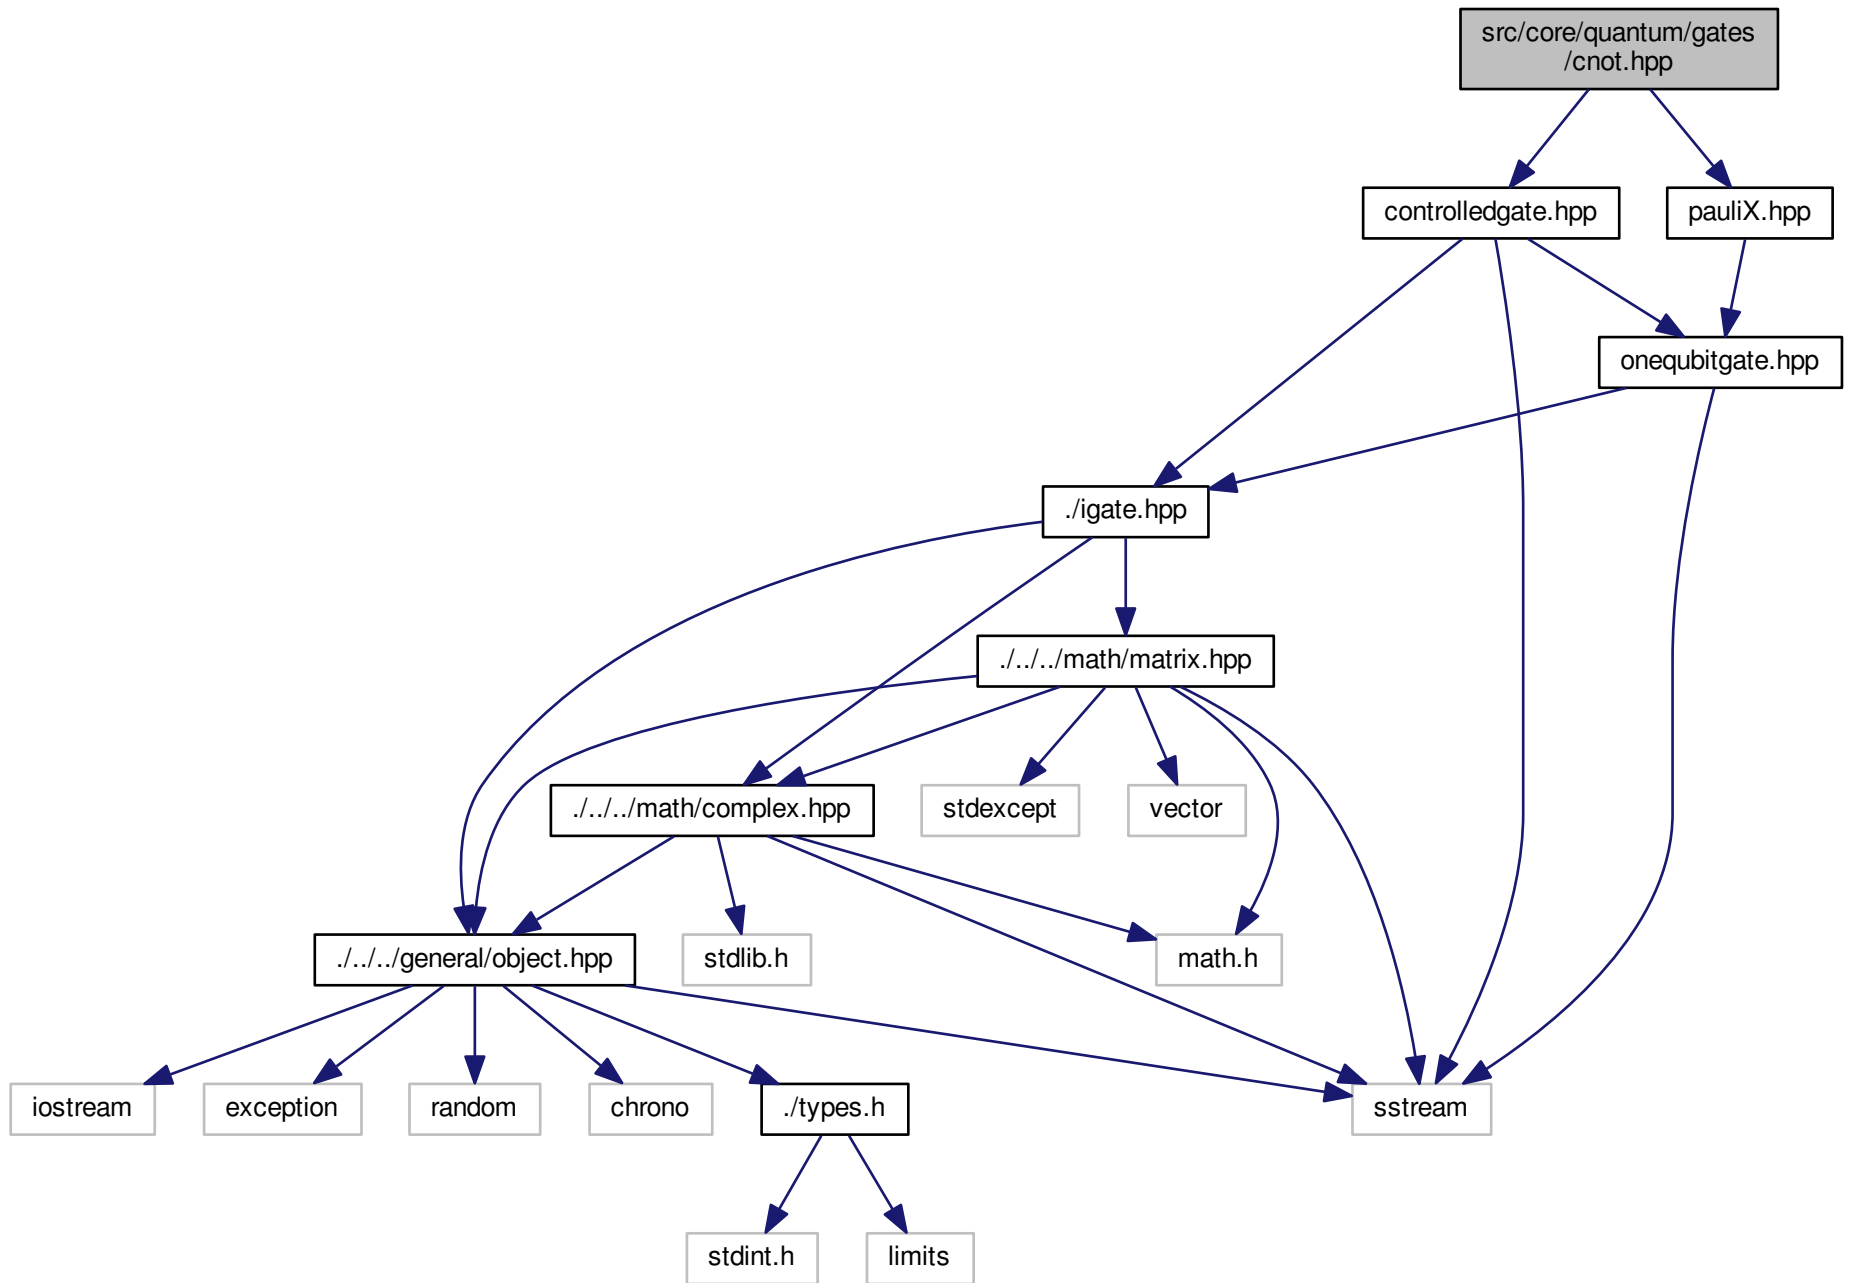 src/core/quantum/gates
/cnot.hpp
controlledgate.hpp
pauliX.hpp
onequbitgate.hpp
./igate.hpp
./../../math/matrix.hpp
./../../math/complex.hpp
stdexcept
vector
./../../general/object.hpp
stdlib.h
math.h
iostream
exception
random
chrono
./types.h
sstream
stdint.h
limits